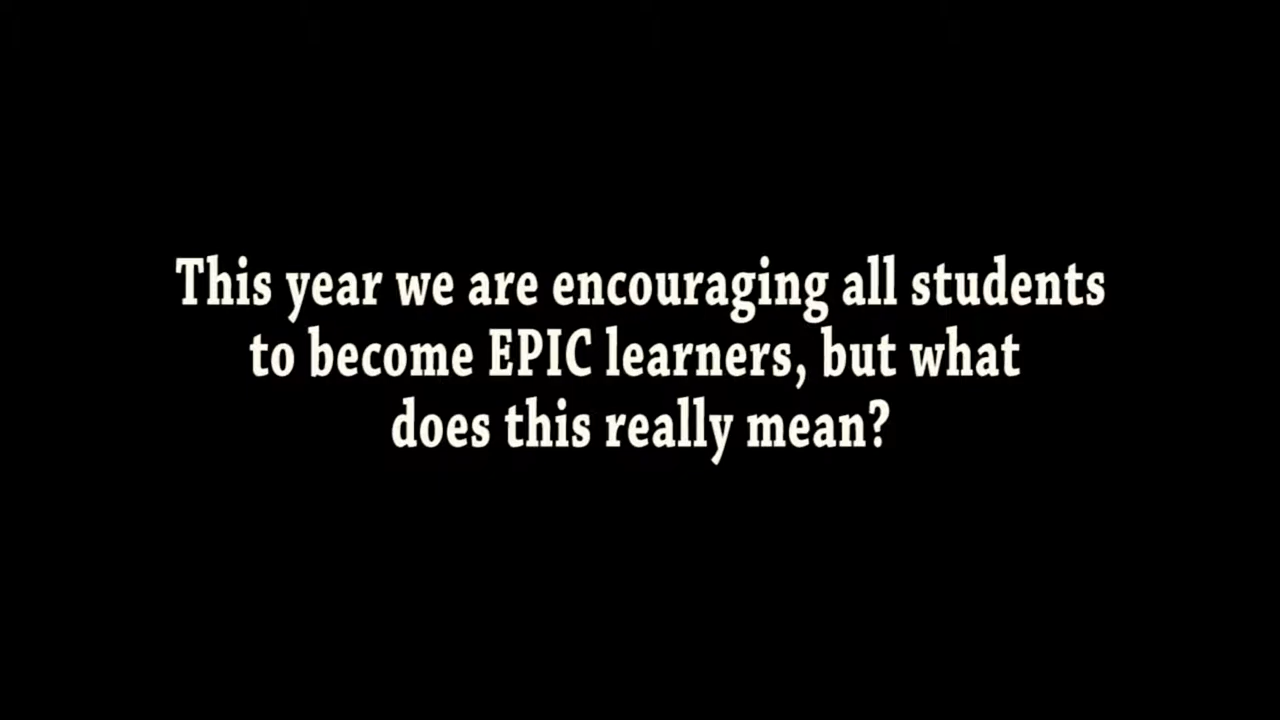 This year we are encouraging all students
to become EPIC learners, but what
does this really mean?